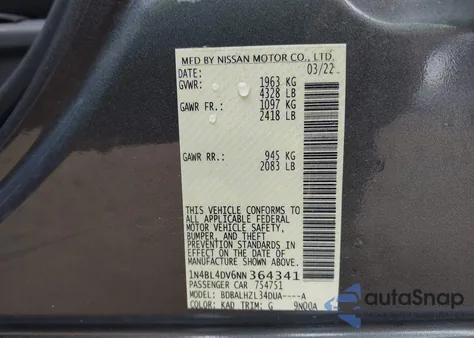 MFD BY NISSAN MOTOR CO., LTD.
DATE: 03/22
GVWR: 1963 KG
4328 LB
GAWR FR.: 1097 KG
2418 LB
GAWR RR.: 945 KG
2083 LB
THIS VEHICLE CONFORMS TO
ALL APPLICABLE FEDERAL
MOTOR VEHICLE SAFETY,
BUMPER, AND THEFT
PREVENTION STANDARDS IN
EFFECT ON THE DATE OF
MANUFACTURE SHOWN ABOVE.
1N4BL4DV6NN364341
PASSENGER CAR 754751
MODEL: BDBALHZL34DUA----A
COLOR: KAD TRIM: G 9N00A
autoSnap